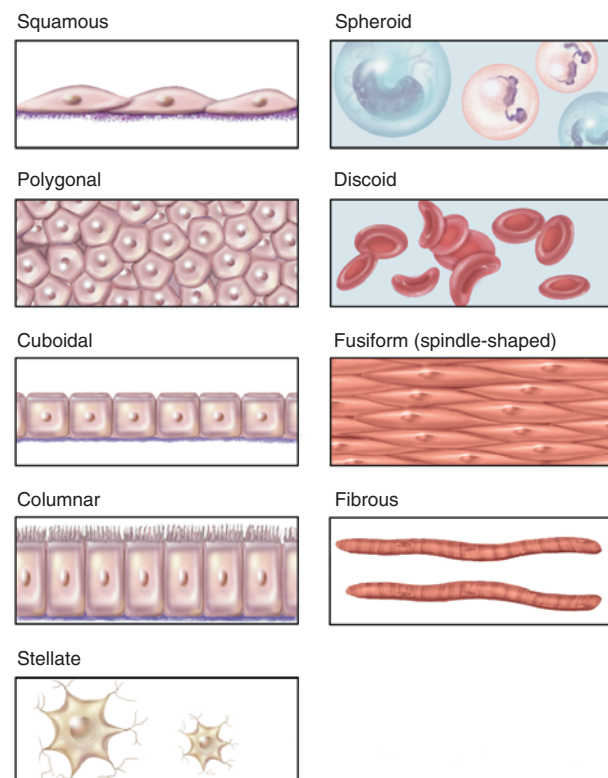 Squamous
Spheroid
Polygonal
Discoid
Cuboidal
Fusiform (spindle-shaped)
Columnar
Fibrous
Stellate